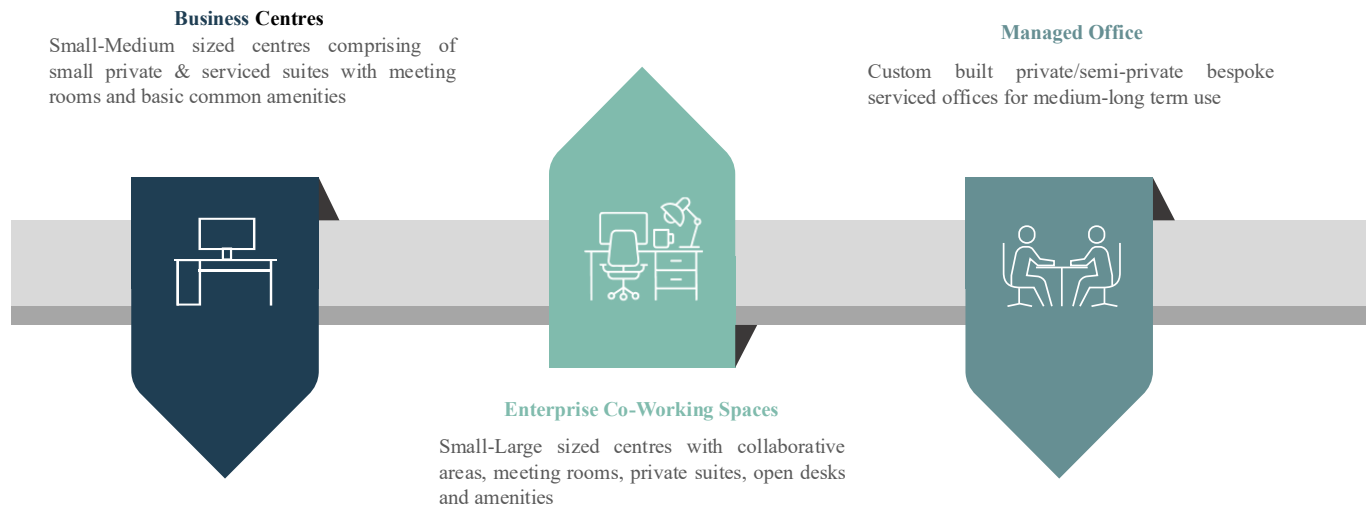 Business Centres
Small-Medium sized centres comprising of
small private & serviced suites with meeting
rooms and basic common amenities
Enterprise Co-Working Spaces
Small-Large sized centres with collaborative
areas, meeting rooms, private suites, open desks
and amenities
Managed Office
Custom built private/semi-private bespoke
serviced offices for medium-long term use